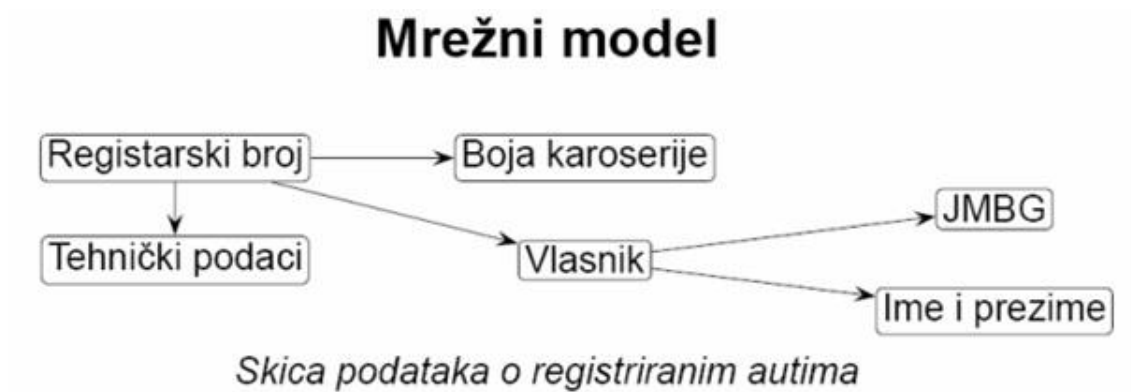 Mrežni model
Registarski broj
Boja karoserije
Tehnički podaci
Vlasnik
JMBG
Ime i prezime
Skica podataka o registriranim autima